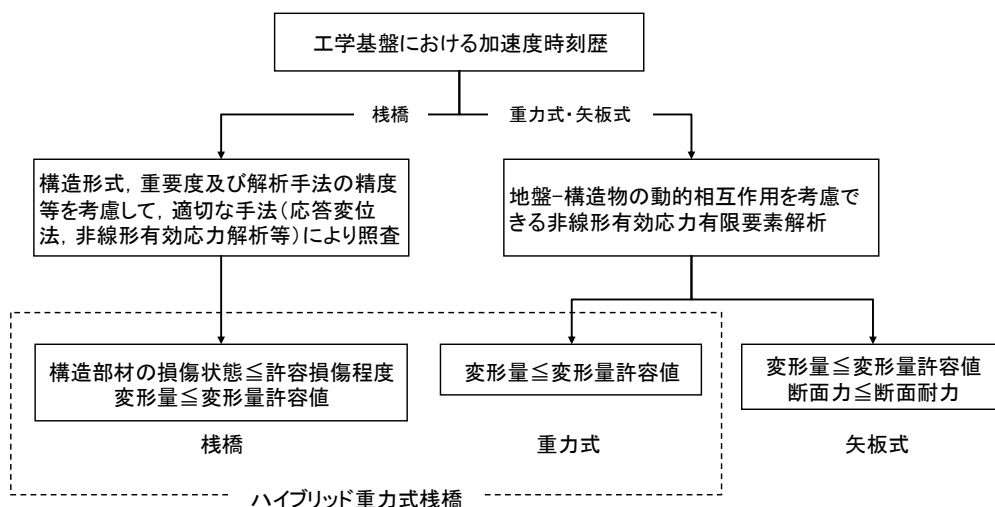 工学基盤における加速度時刻歴
桟橋
重力式・矢板式
構造形式，重要度及び解析手法の精度
等を考慮して，適切な手法（応答変位
法，非線形有効応力解析等）により照査
地盤−構造物の動的相互作用を考慮で
きる非線形有効応力有限要素解析
構造部材の損傷状態≦許容損傷程度
変形量≦変形量許容値
変形量≦変形量許容値
変形量≦変形量許容値
断面力≦断面耐力
桟橋
重力式
矢板式
ハイブリッド重力式桟橋